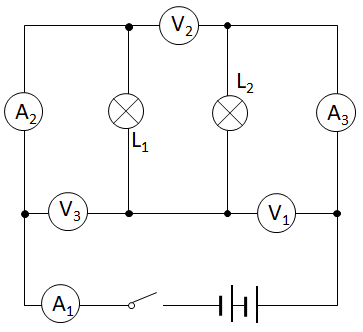 V₂
L₂
A₂
A₃
L₁
V₃
V₁
A₁